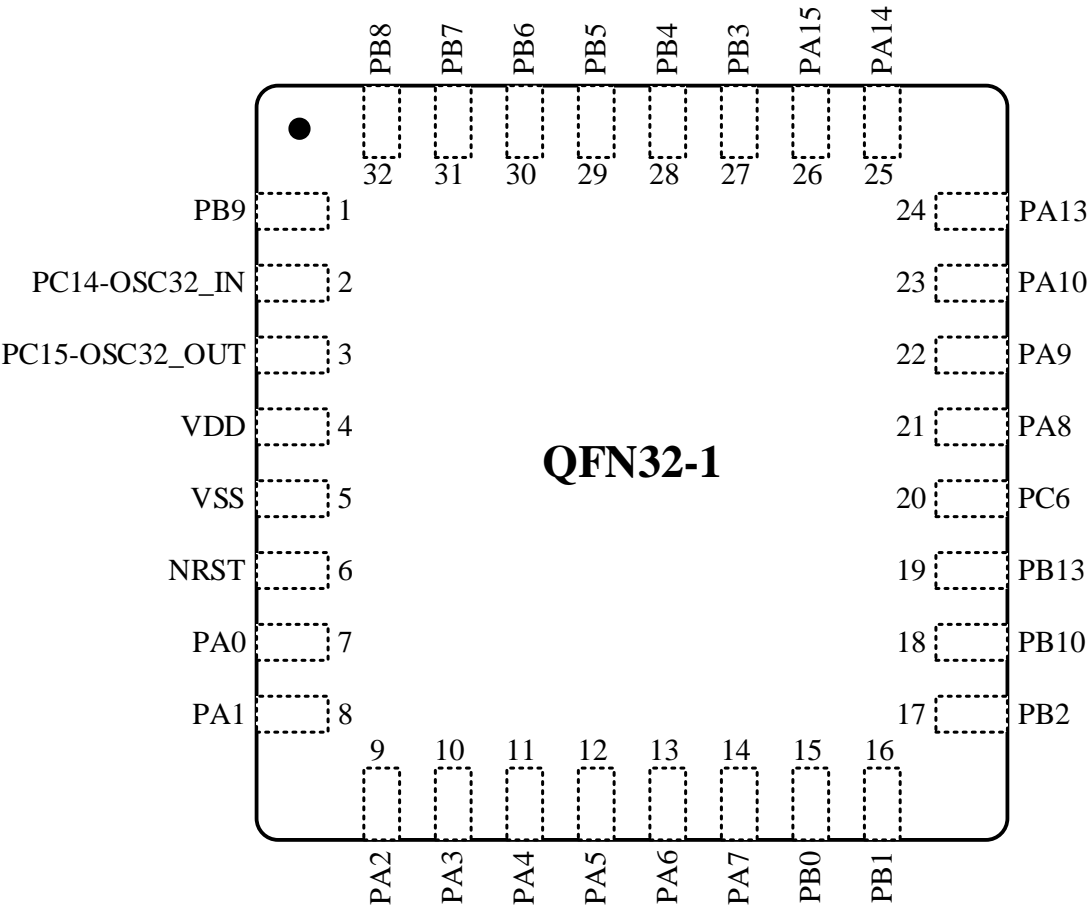 PB8 PB7 PB6 PB5 PB4 PB3 PA15 PA14
32 31 30 29 28 27 26 25
PB9 1 24 PA13
PC14-OSC32_IN 2 23 PA10
PC15-OSC32_OUT 3 22 PA9
VDD 4 21 PA8
QFN32-1
VSS 5 20 PC6
NRST 6 19 PB13
PA0 7 18 PB10
PA1 8 17 PB2
9 10 11 12 13 14 15 16
PA2 PA3 PA4 PA5 PA6 PA7 PB0 PB1